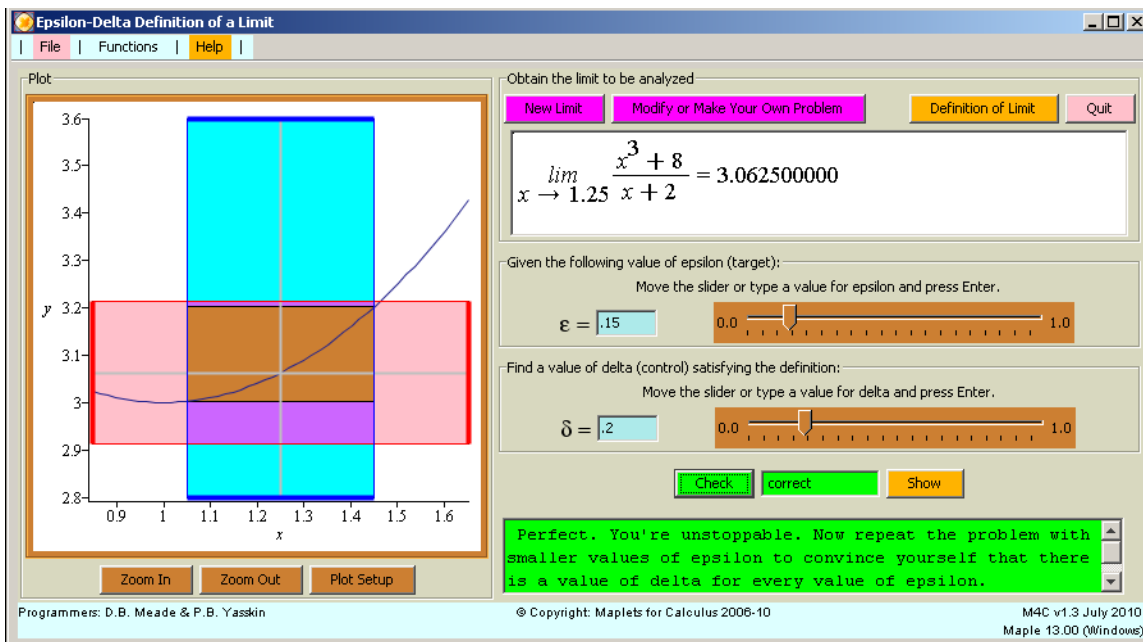 Epsilon-Delta Definition of a Limit
| File | Functions | Help |
Plot
3.6
3.5
3.4
3.3
y 3.2
3.1
3
2.9
2.8
0.9 1 1.1 1.2 1.3 1.4 1.5 1.6
x
Zoom In Zoom Out Plot Setup
Obtain the limit to be analyzed
New Limit Modify or Make Your Own Problem Definition of Limit Quit
lim x → 1.25 (x^3 + 8)/(x + 2) = 3.062500000
Given the following value of epsilon (target):
Move the slider or type a value for epsilon and press Enter.
ε = .15 0.0 1.0
Find a value of delta (control) satisfying the definition:
Move the slider or type a value for delta and press Enter.
δ = .2 0.0 1.0
Check correct Show
Perfect. You're unstoppable. Now repeat the problem with
smaller values of epsilon to convince yourself that there
is a value of delta for every value of epsilon.
Programmers: D.B. Meade & P.B. Yasskin © Copyright: Maplets for Calculus 2006-10 M4C v1.3 July 2010
Maple 13.00 (Windows)